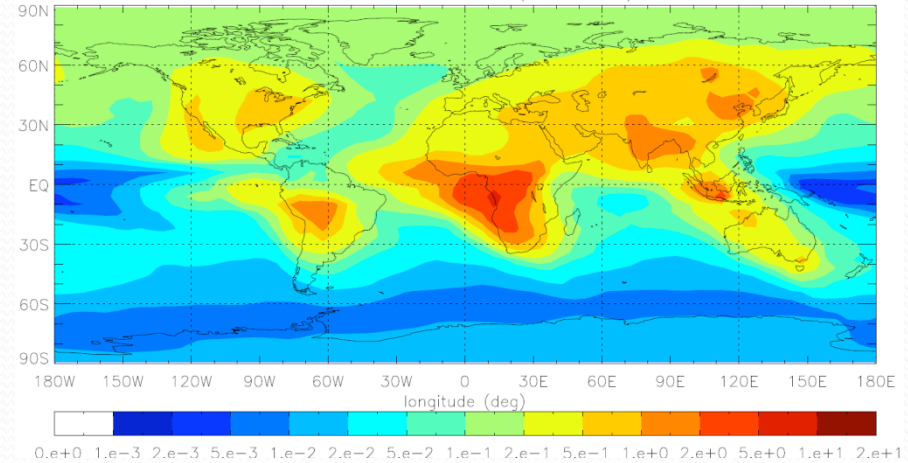 90N
60N
30N
EQ
30S
60S
90S
180W 150W 120W 90W 60W 30W 0 30E 60E 90E 120E 150E 180E
longitude (deg)
0.e+0 1.e-3 2.e-3 5.e-3 1.e-2 2.e-2 5.e-2 1.e-1 2.e-1 5.e-1 1.e+0 2.e+0 5.e+0 1.e+1 2.e+1